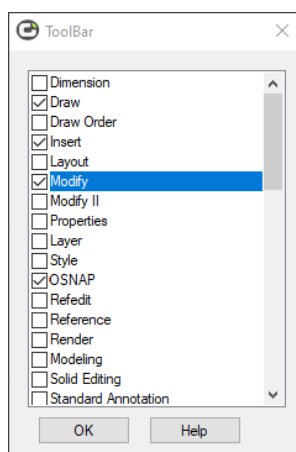 ToolBar
Dimension
Draw
Draw Order
Insert
Layout
Modify
Modify II
Properties
Layer
Style
OSNAP
Refedit
Reference
Render
Modeling
Solid Editing
Standard Annotation
OK Help